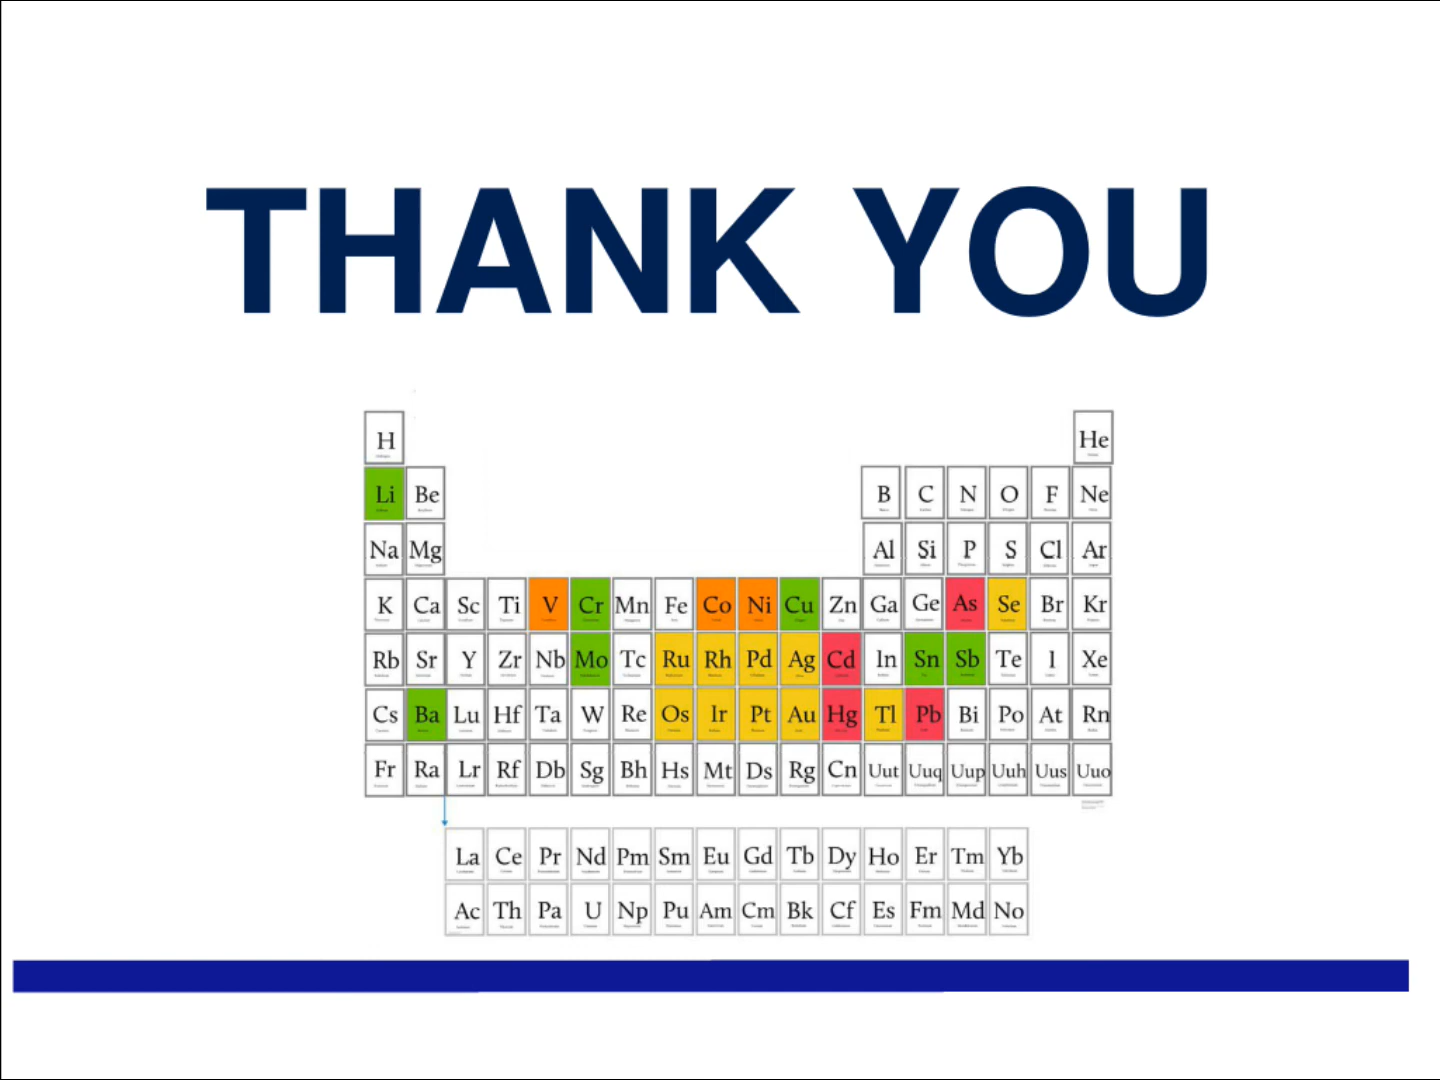 THANK YOU
H He
Li Be B C N O F Ne
Na Mg Al Si P S Cl Ar
K Ca Sc Ti V Cr Mn Fe Co Ni Cu Zn Ga Ge As Se Br Kr
Rb Sr Y Zr Nb Mo Tc Ru Rh Pd Ag Cd In Sn Sb Te I Xe
Cs Ba Lu Hf Ta W Re Os Ir Pt Au Hg Tl Pb Bi Po At Rn
Fr Ra Lr Rf Db Sg Bh Hs Mt Ds Rg Cn Uut Uuq Uup Uuh Uus Uuo
La Ce Pr Nd Pm Sm Eu Gd Tb Dy Ho Er Tm Yb
Ac Th Pa U Np Pu Am Cm Bk Cf Es Fm Md No